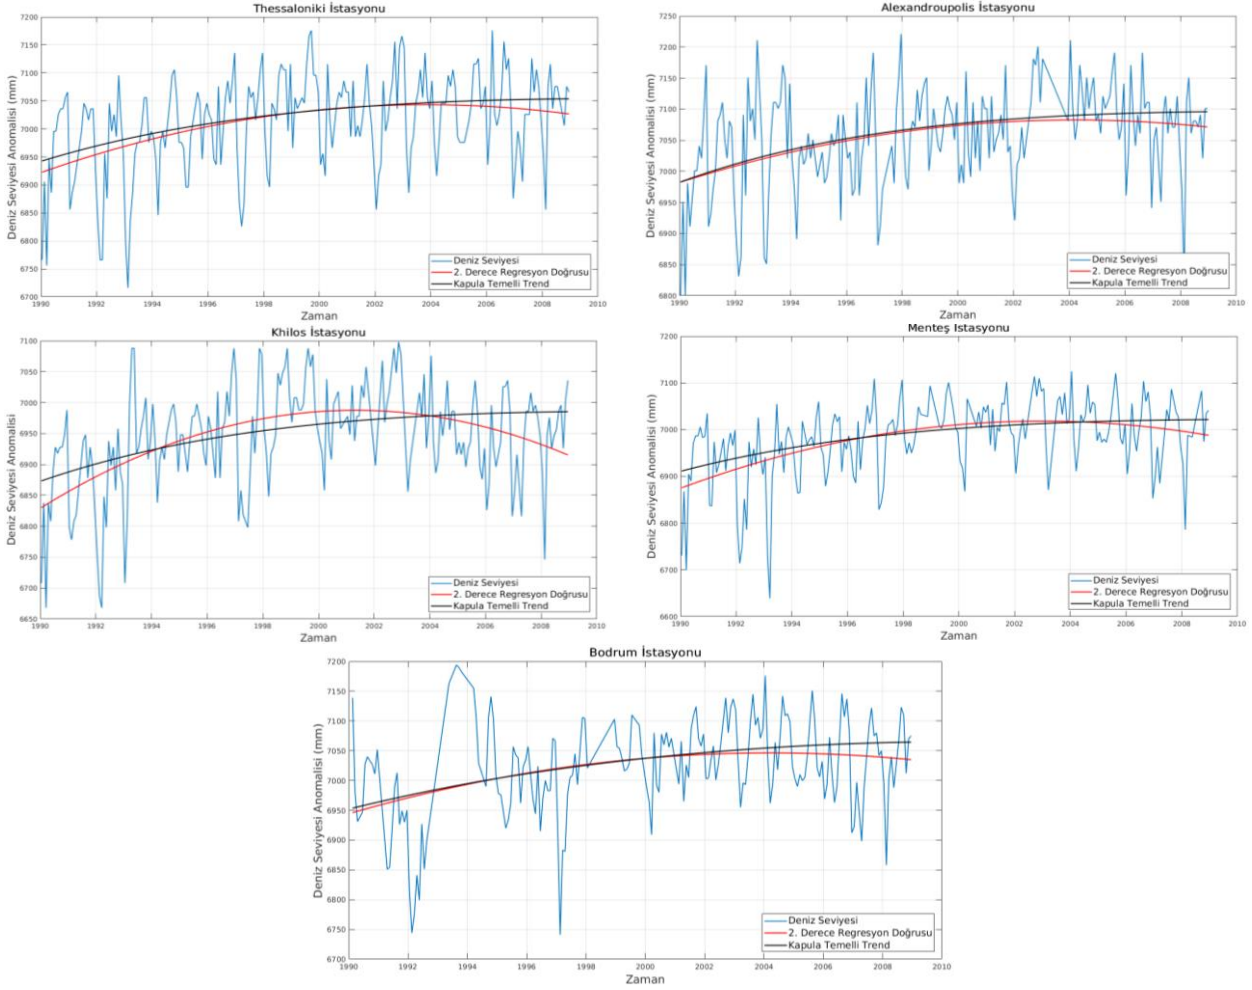 Thessaloniki İstasyonu
Deniz Seviyesi Anomalisi (mm)
7200
7150
7100
7050
7000
6950
6900
6850
6800
6750
6700
1990 1992 1994 1996 1998 2000 2002 2004 2006 2008 2010
Zaman
Deniz Seviyesi
2. Derece Regresyon Doğrusu
Kapula Temelli Trend
Alexandroupolis İstasyonu
Deniz Seviyesi Anomalisi (mm)
7250
7200
7150
7100
7050
7000
6950
6900
6850
6800
1990 1992 1994 1996 1998 2000 2002 2004 2006 2008 2010
Zaman
Deniz Seviyesi
2. Derece Regresyon Doğrusu
Kapula Temelli Trend
Khilos İstasyonu
Deniz Seviyesi Anomalisi
7100
7050
7000
6950
6900
6850
6800
6750
6700
6650
1990 1992 1994 1996 1998 2000 2002 2004 2006 2008 2010
Zaman
Deniz Seviyesi
2. Derece Regresyon Doğrusu
Kapula Temelli Trend
Menteş İstasyonu
Deniz Seviyesi Anomalisi (mm)
7200
7100
7000
6900
6800
6700
6600
1990 1992 1994 1996 1998 2000 2002 2004 2006 2008 2010
Zaman
Deniz Seviyesi
2. Derece Regresyon Doğrusu
Kapula Temelli Trend
Bodrum İstasyonu
Deniz Seviyesi Anomalisi (mm)
7200
7150
7100
7050
7000
6950
6900
6850
6800
6750
6700
1990 1992 1994 1996 1998 2000 2002 2004 2006 2008 2010
Zaman
Deniz Seviyesi
2. Derece Regresyon Doğrusu
Kapula Temelli Trend